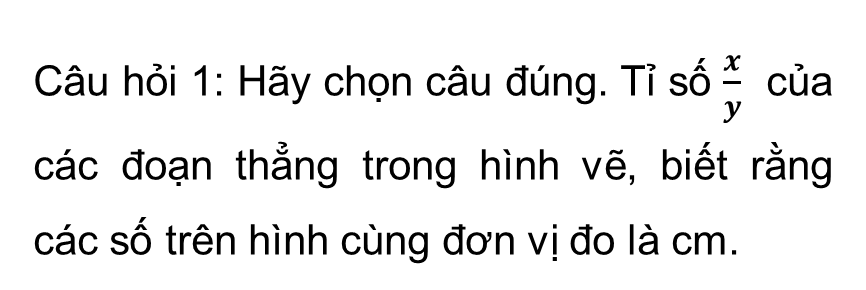 Câu hỏi 1: Hãy chọn câu đúng. Tỉ số x/y của
các đoạn thẳng trong hình vẽ, biết rằng
các số trên hình cùng đơn vị đo là cm.